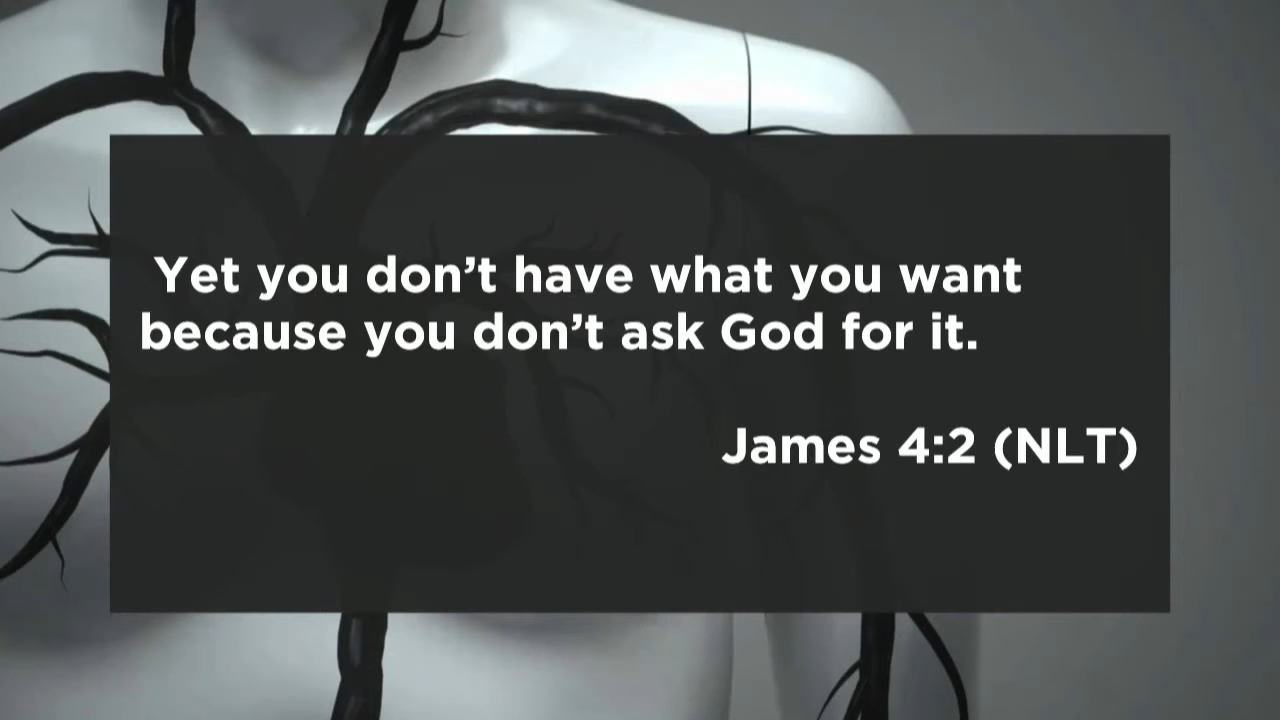 Yet you don’t have what you want
because you don’t ask God for it.
James 4:2 (NLT)